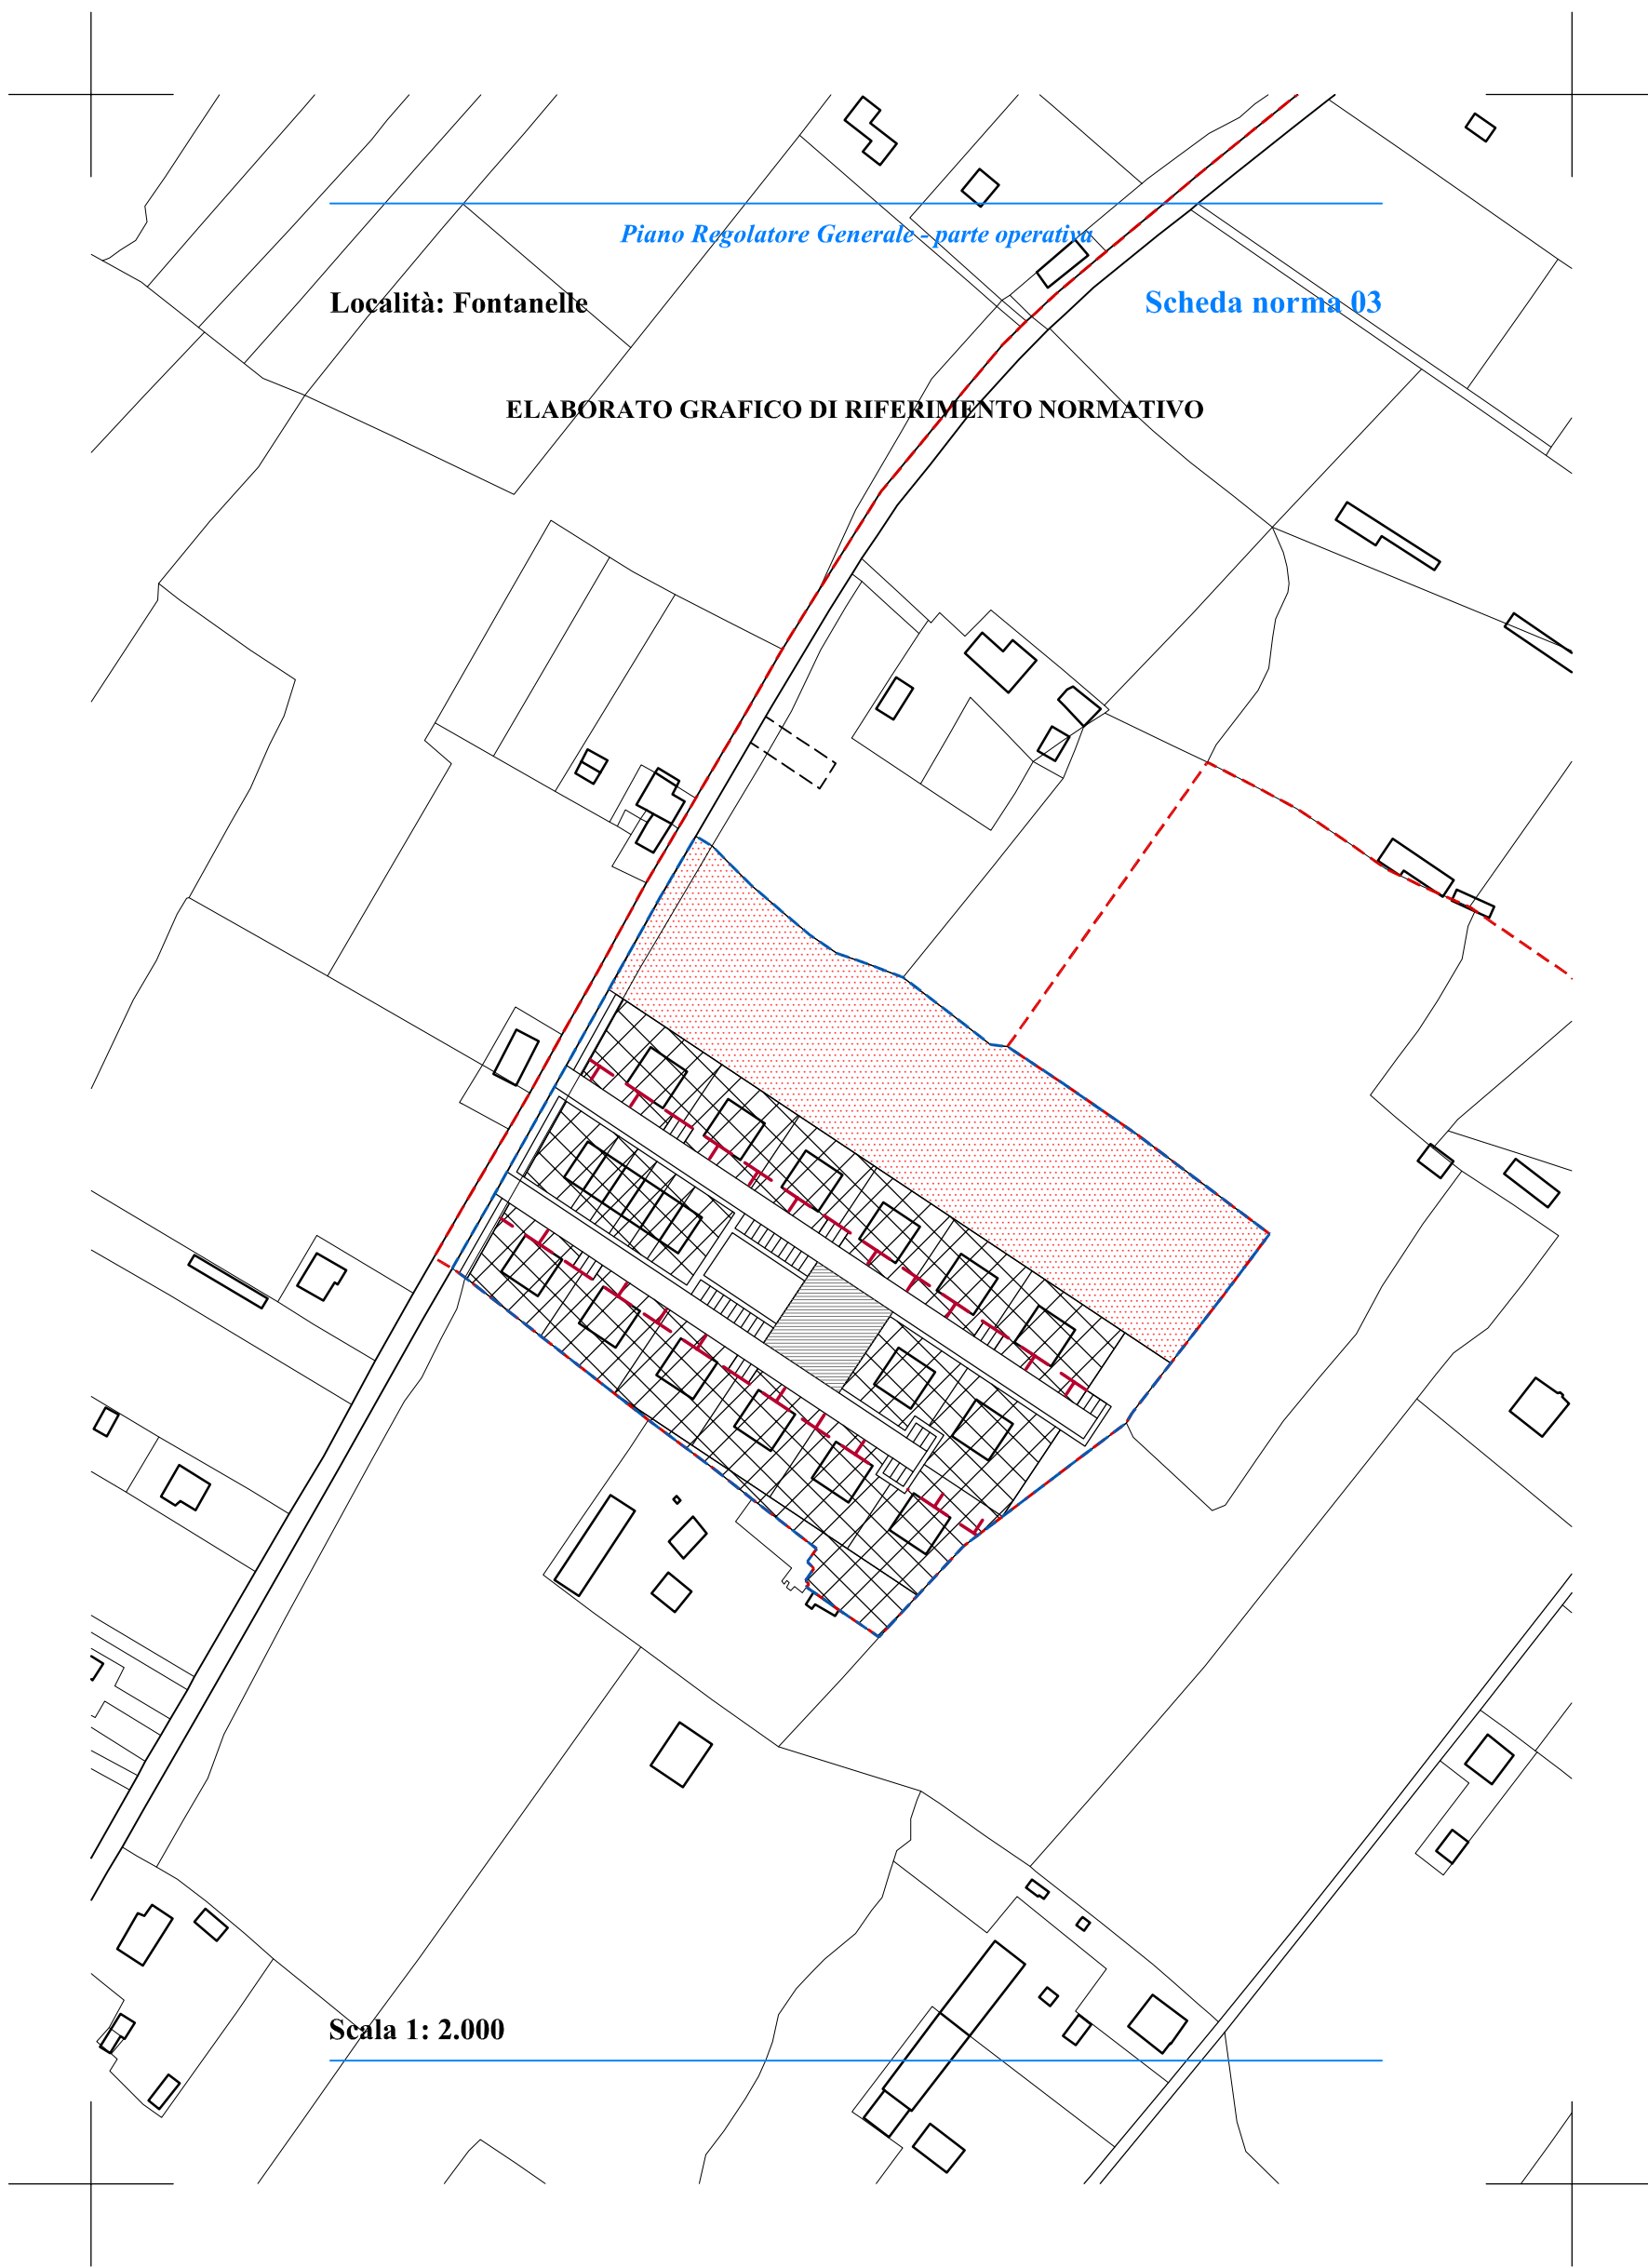 Piano Regolatore Generale - parte operativa
Località: Fontanelle
Scheda norma 03
ELABORATO GRAFICO DI RIFERIMENTO NORMATIVO
Scala 1: 2.000